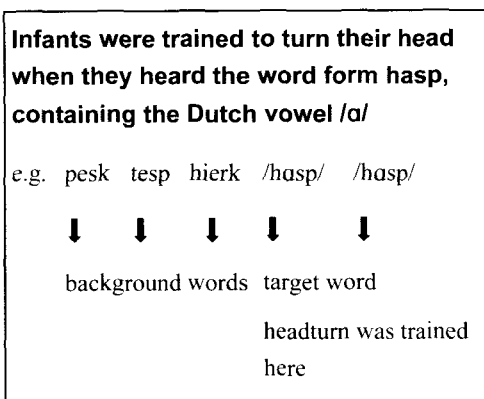 Infants were trained to turn their head
when they heard the word form hasp,
containing the Dutch vowel /ɑ/
e.g. pesk tesp hierk /hɑsp/ /hɑsp/
background words target word
headturn was trained
here